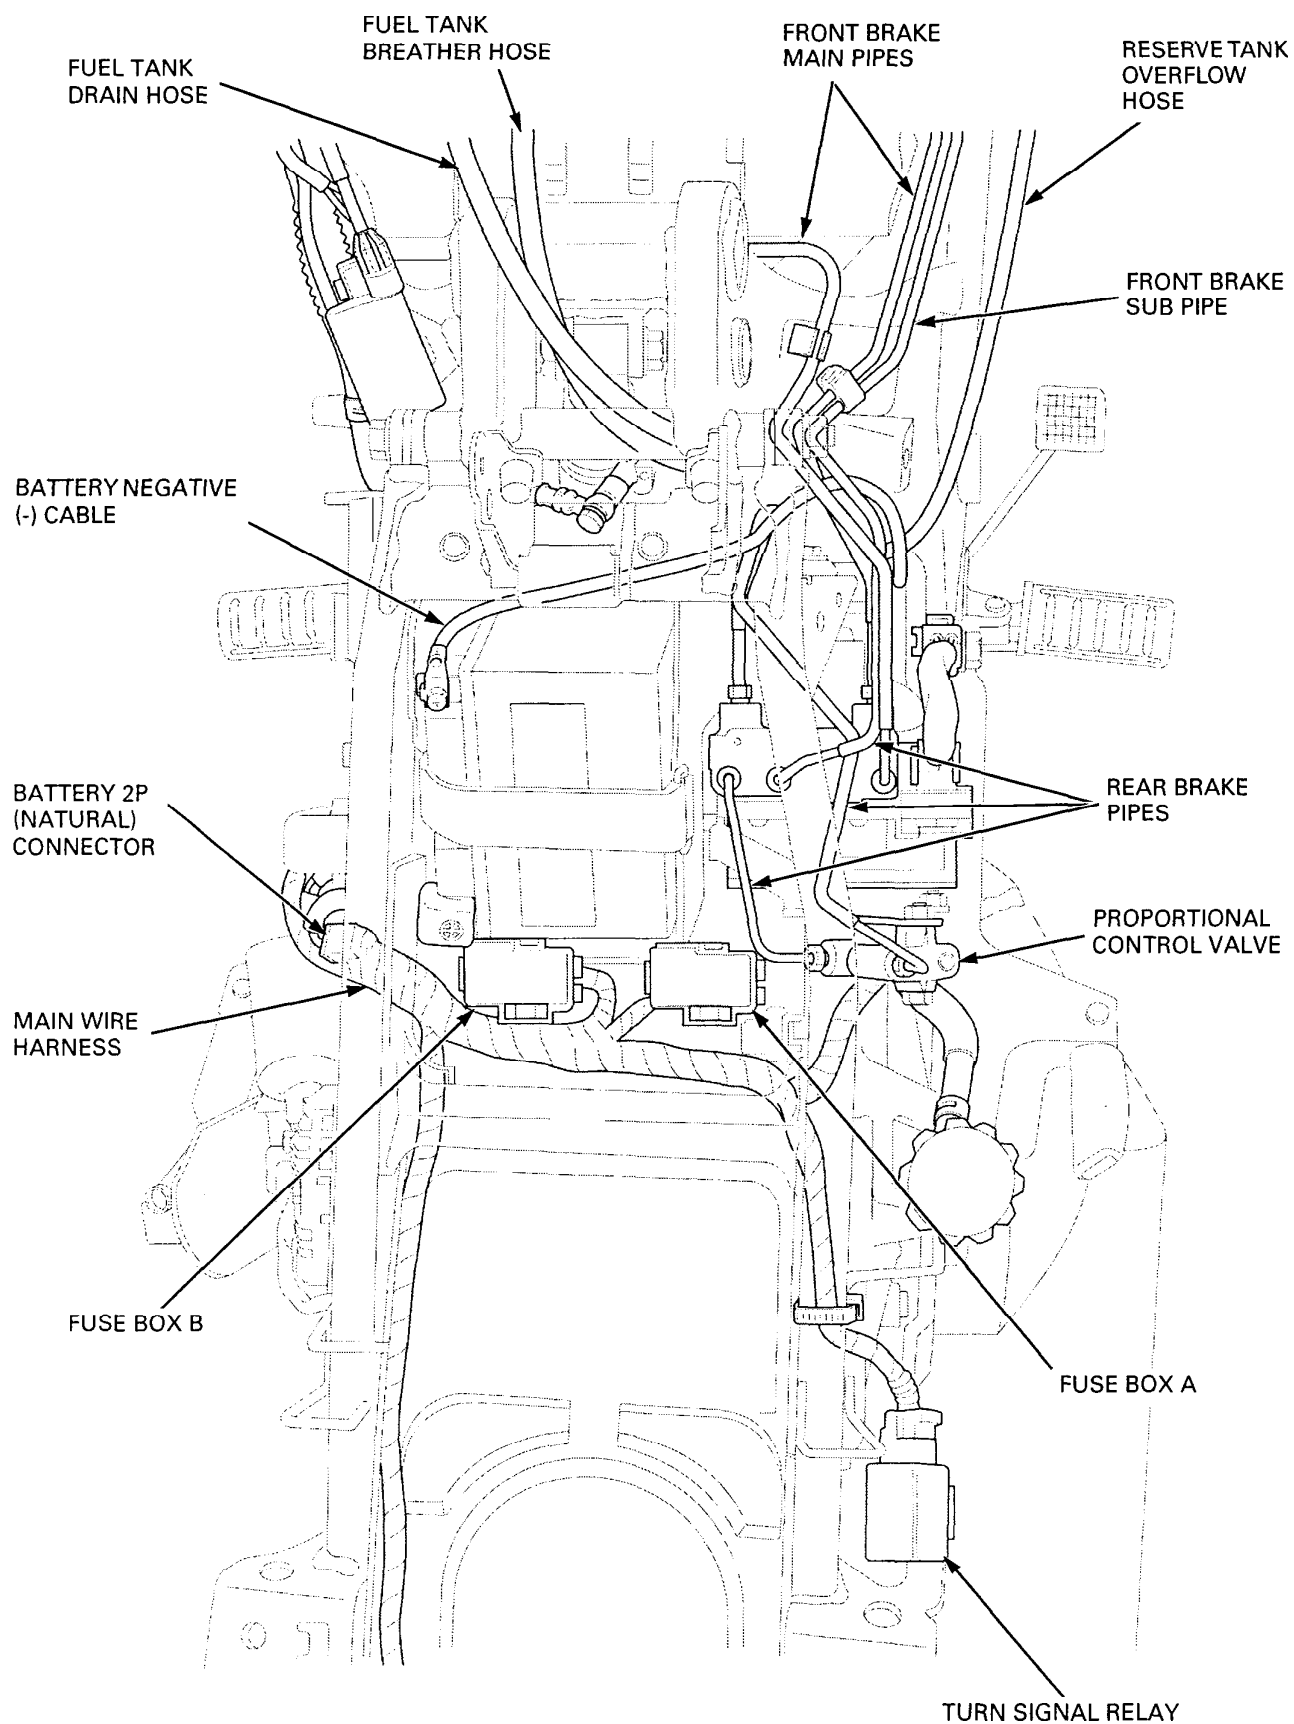 FUEL TANK
BREATHER HOSE
FRONT BRAKE
MAIN PIPES
RESERVE TANK
OVERFLOW
HOSE
FUEL TANK
DRAIN HOSE
FRONT BRAKE
SUB PIPE
BATTERY NEGATIVE
(-) CABLE
BATTERY 2P
(NATURAL)
CONNECTOR
REAR BRAKE
PIPES
PROPORTIONAL
CONTROL VALVE
MAIN WIRE
HARNESS
FUSE BOX B
FUSE BOX A
TURN SIGNAL RELAY